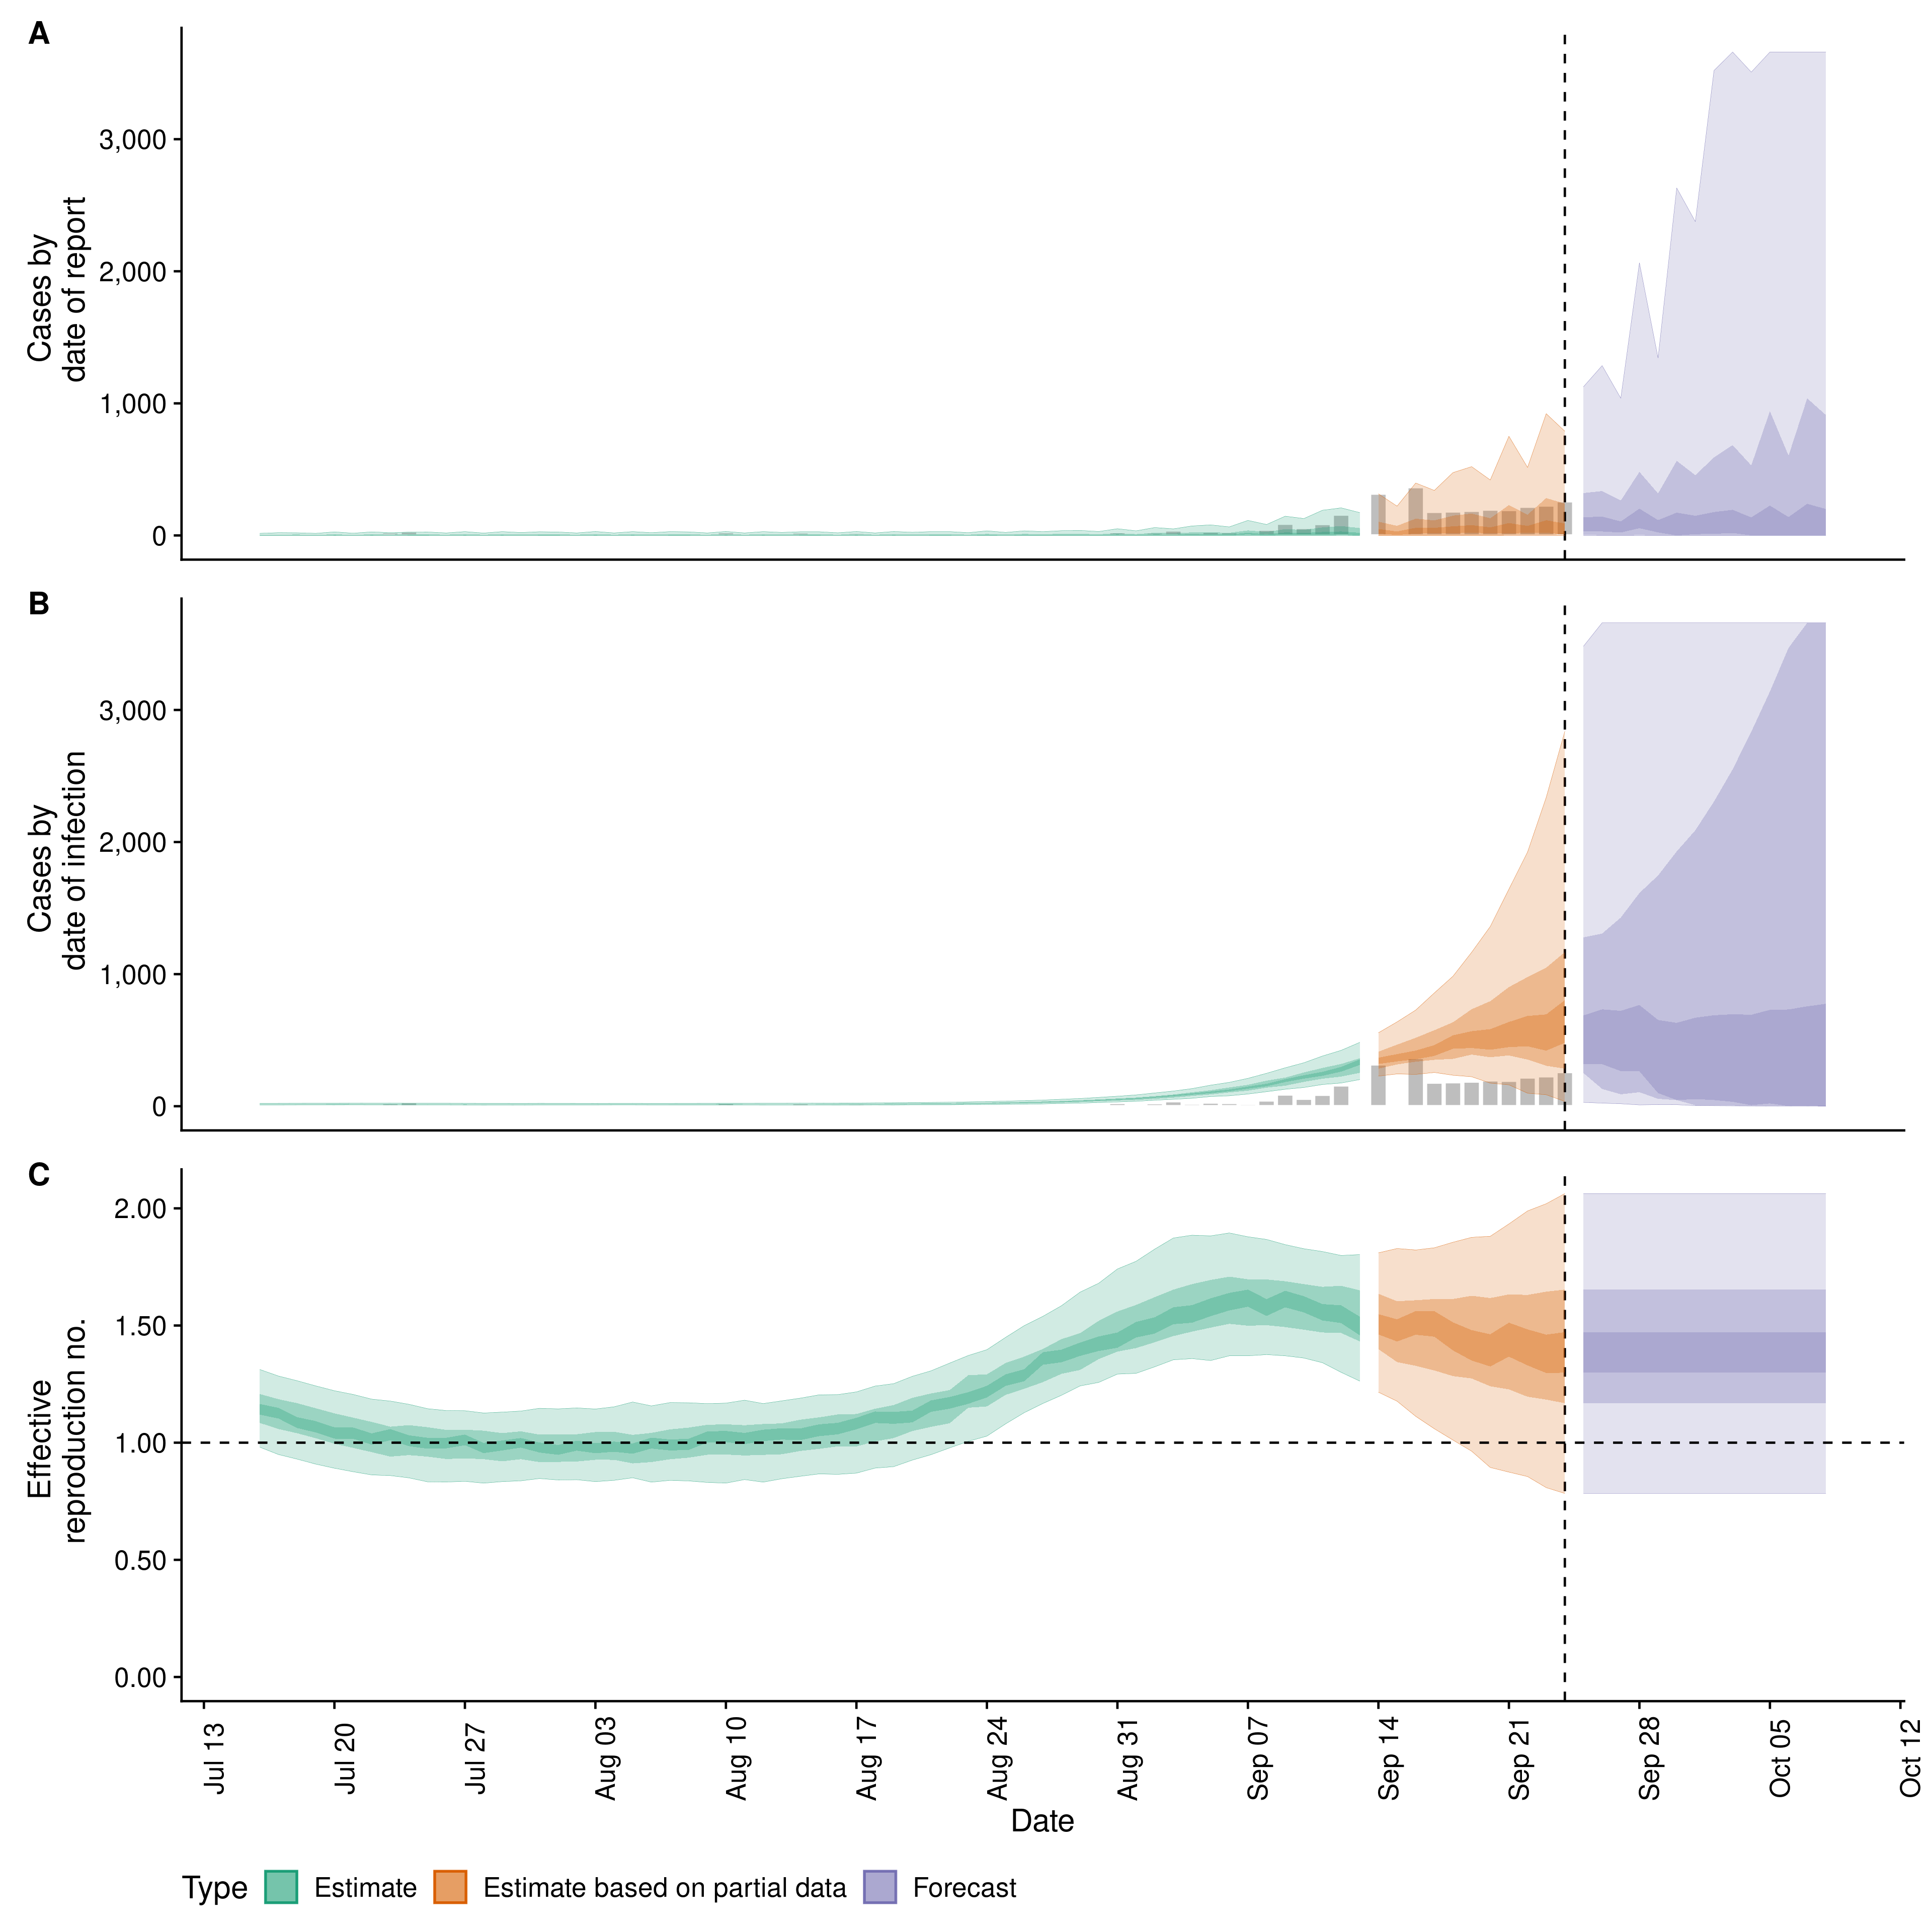 A
Cases by
date of report
3,000
2,000
1,000
0
B
Cases by
date of infection
3,000
2,000
1,000
0
C
Effective
reproduction no.
2.00
1.50
1.00
0.50
0.00
Jul 13
Jul 20
Jul 27
Aug 03
Aug 10
Aug 17
Aug 24
Aug 31
Sep 07
Sep 14
Sep 21
Sep 28
Oct 05
Oct 12
Date
Type Estimate Estimate based on partial data Forecast